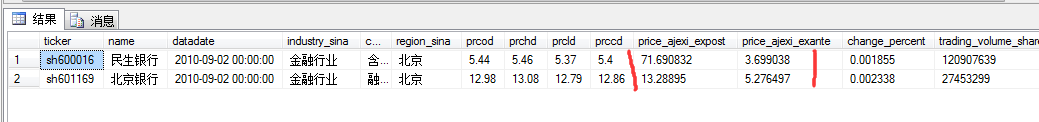 结果 消息
ticker name datadate industry_sina c... region_sina prcod prchd prcld prccd price_ajexi_expost price_ajexi_exante change_percent trading_volume_share
1 sh600016 民生银行 2010-09-02 00:00:00 金融行业 含... 北京 5.44 5.46 5.37 5.4 71.690832 3.699038 0.001855 120907639
2 sh601169 北京银行 2010-09-02 00:00:00 金融行业 融... 北京 12.98 13.08 12.79 12.86 13.28895 5.276497 0.002338 27453299